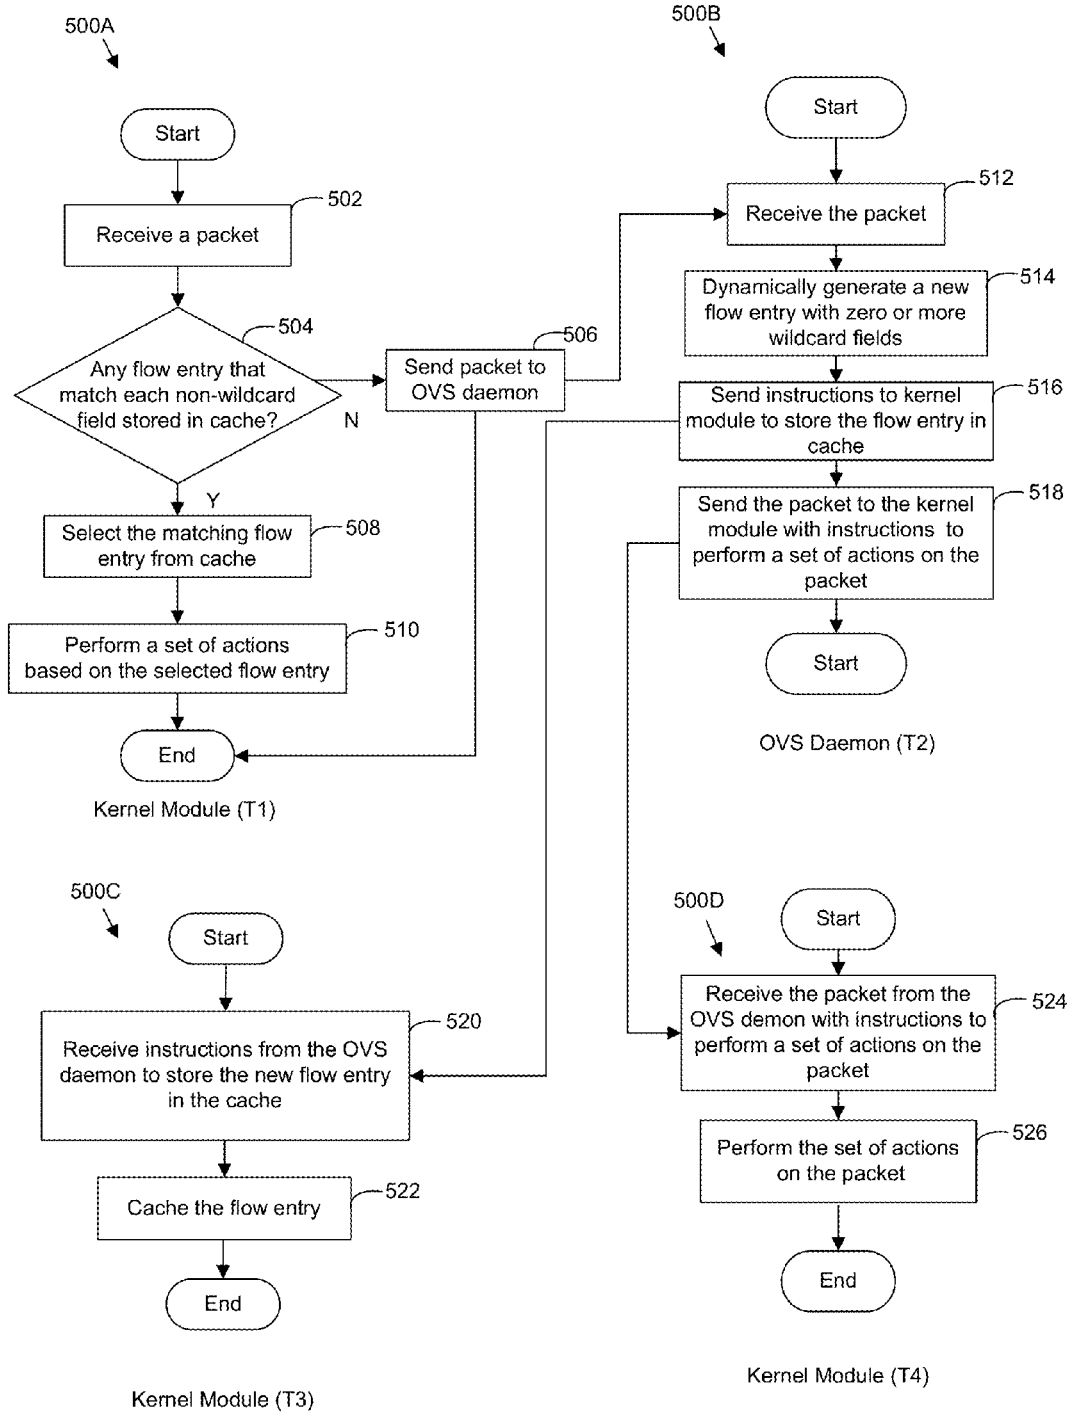 500A
Start
502
Receive a packet
504
Any flow entry that
match each non-wildcard
field stored in cache?
N
Y
506
Send packet to
OVS daemon
508
Select the matching flow
entry from cache
510
Perform a set of actions
based on the selected flow entry
End
Kernel Module (T1)
500B
Start
512
Receive the packet
514
Dynamically generate a new
flow entry with zero or more
wildcard fields
516
Send instructions to kernel
module to store the flow entry in
cache
518
Send the packet to the kernel
module with instructions to
perform a set of actions on the
packet
Start
OVS Daemon (T2)
500C
Start
520
Receive instructions from the OVS
daemon to store the new flow entry
in the cache
522
Cache the flow entry
End
Kernel Module (T3)
500D
Start
524
Receive the packet from the
OVS demon with instructions to
perform a set of actions on the
packet
526
Perform the set of actions
on the packet
End
Kernel Module (T4)